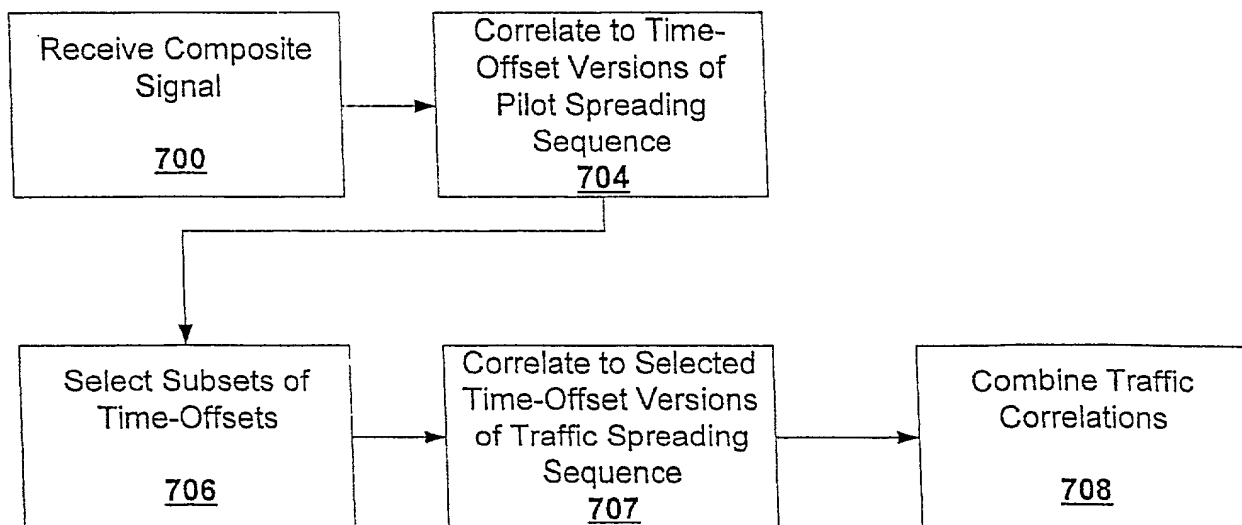 Receive Composite
Signal
700
Correlate to Time-
Offset Versions of
Pilot Spreading
Sequence
704
Select Subsets of
Time-Offsets
706
Correlate to Selected
Time-Offset Versions
of Traffic Spreading
Sequence
707
Combine Traffic
Correlations
708